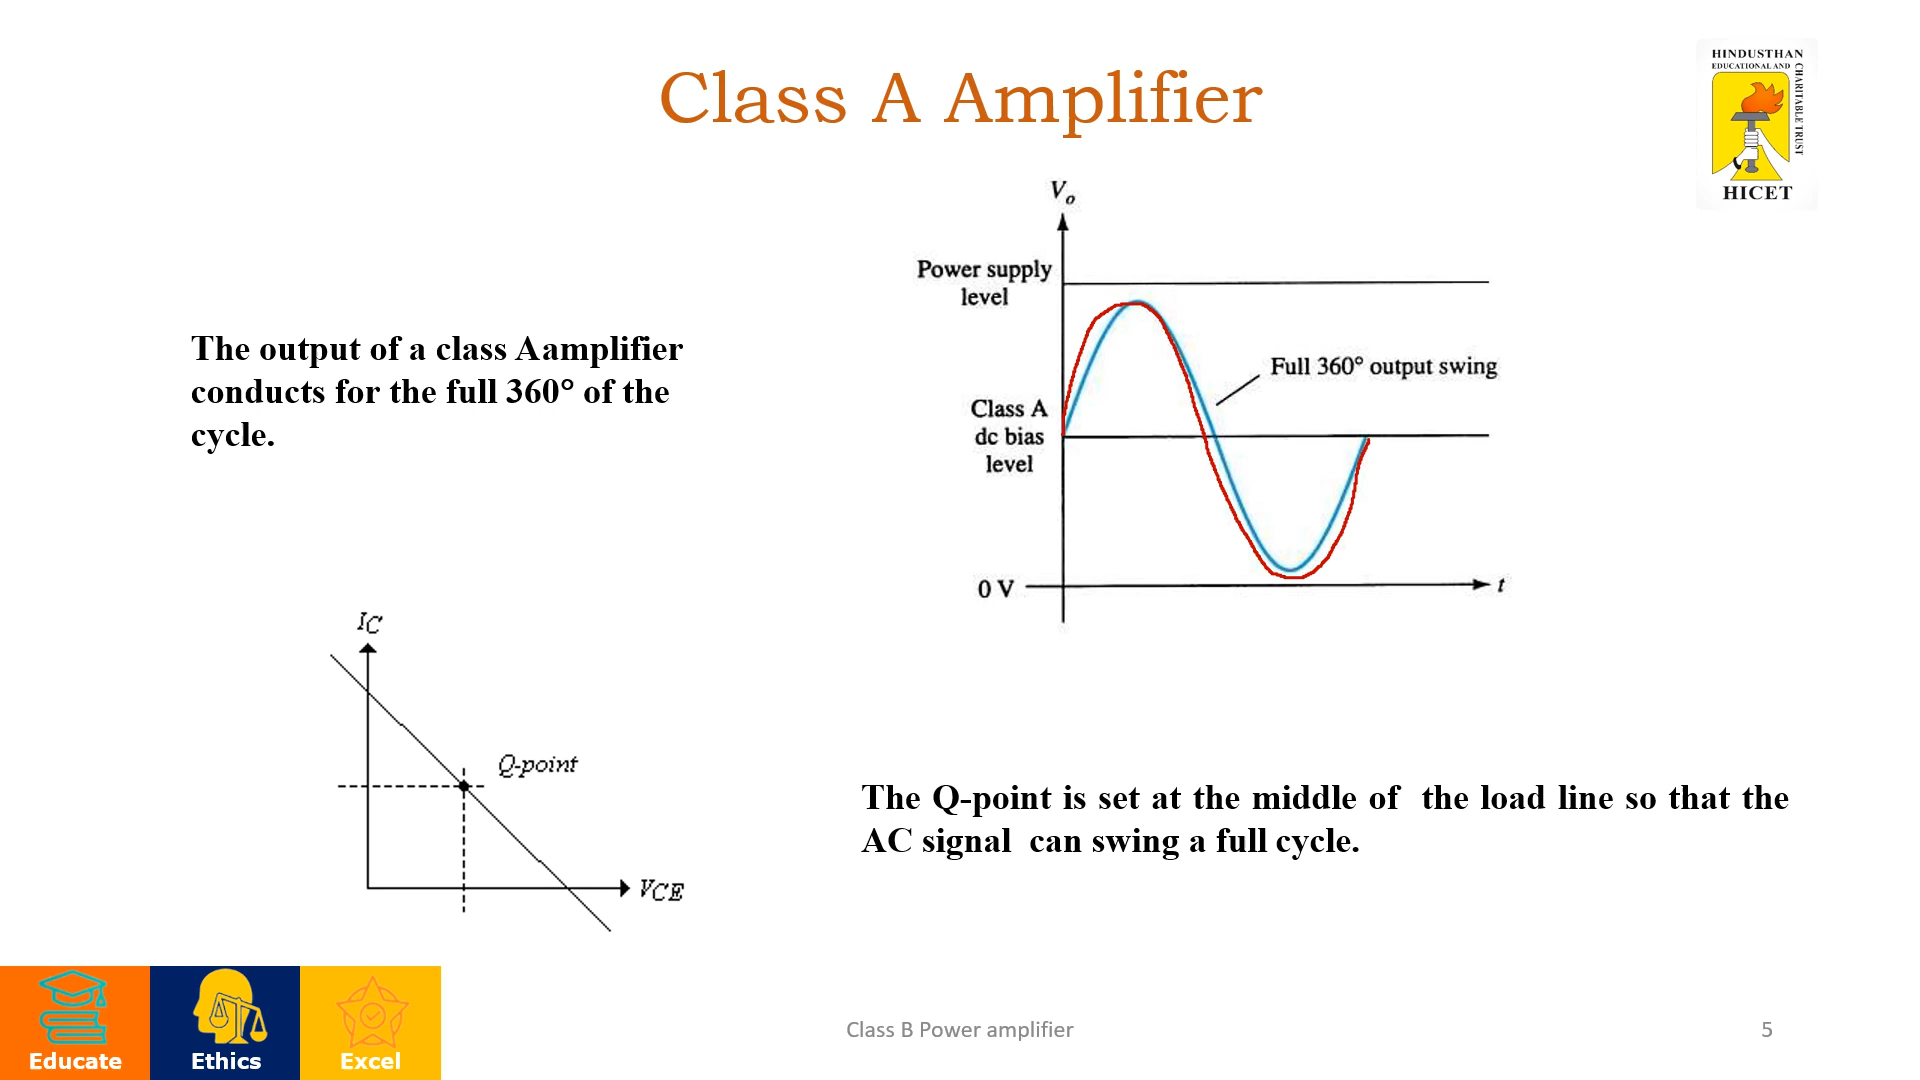 Class A Amplifier
HINDUSTHAN
EDUCATIONAL AND
CHARITABLE TRUST
HICET
Vo
Power supply
level
Full 360° output swing
Class A
dc bias
level
0 V
t
The output of a class Aamplifier
conducts for the full 360° of the
cycle.
IC
Q-point
VCE
The Q-point is set at the middle of  the load line so that the
AC signal  can swing a full cycle.
Educate
Ethics
Excel
Class B Power amplifier
5